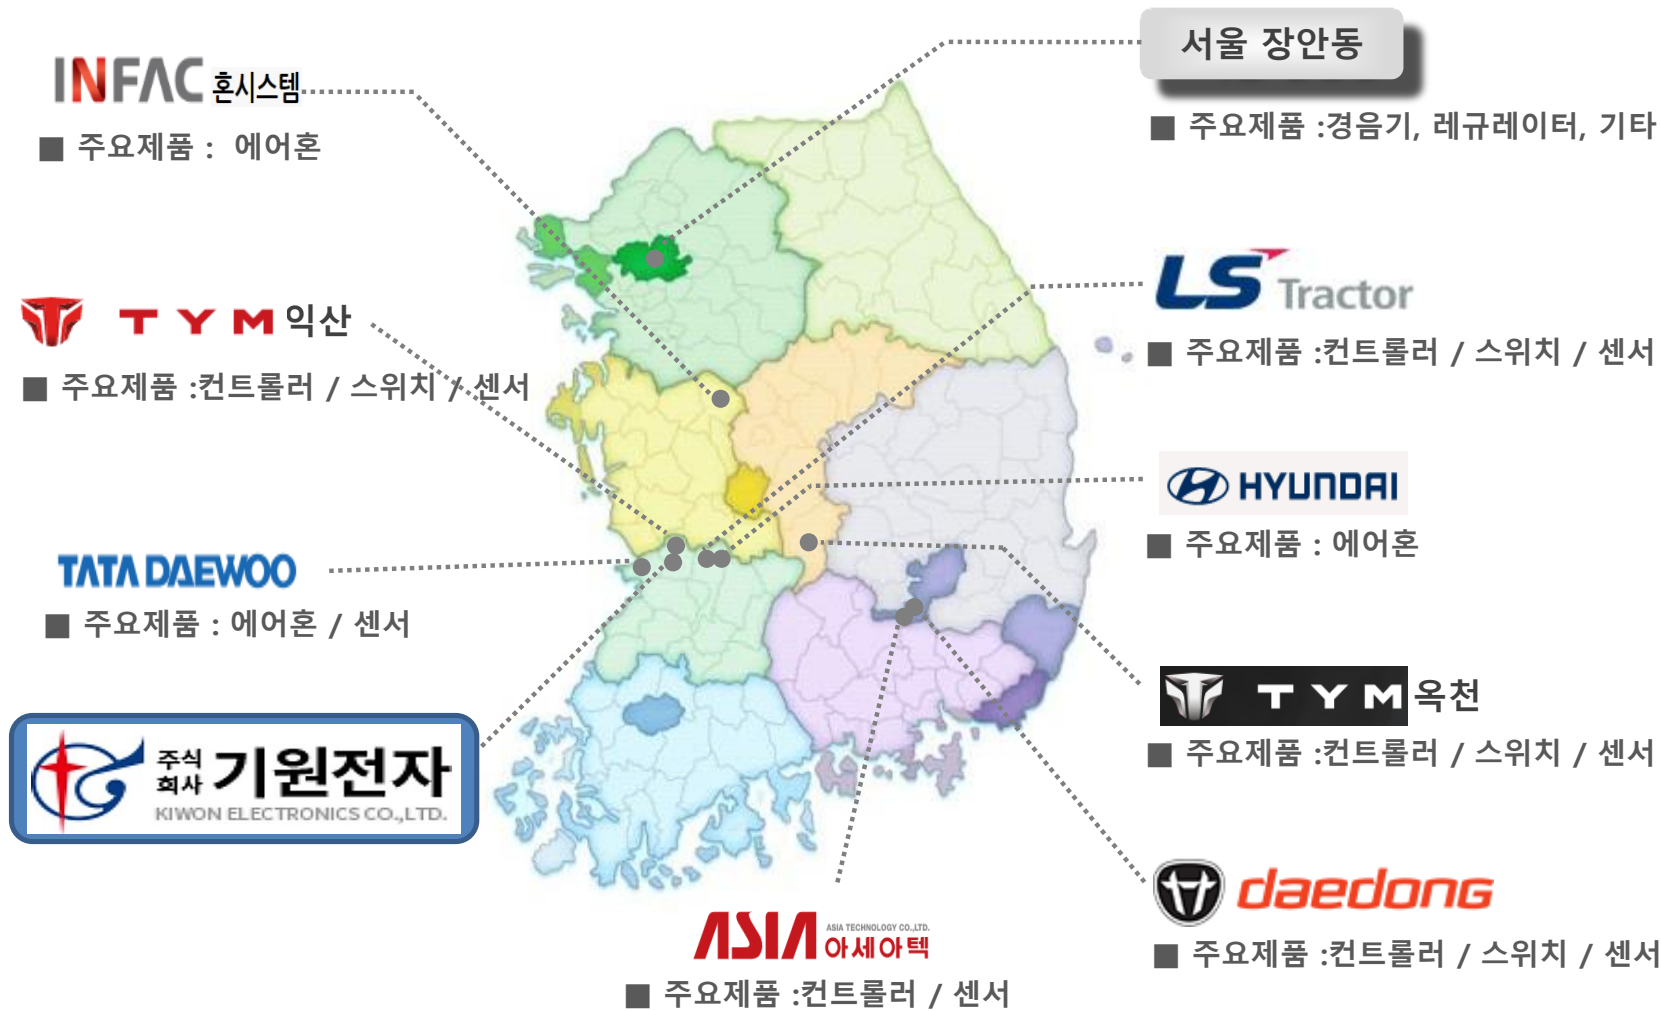 INFAC 혼시스템
■ 주요제품 : 에어혼
TYM 익산
■ 주요제품 :컨트롤러 / 스위치 / 센서
TATA DAEWOO
■ 주요제품 : 에어혼 / 센서
주식
회사
기원전자
KIWON ELECTRONICS CO.,LTD.
서울 장안동
■ 주요제품 :경음기, 레규레이터, 기타
LS Tractor
■ 주요제품 :컨트롤러 / 스위치 / 센서
HYUNDAI
■ 주요제품 : 에어혼
TYM 옥천
■ 주요제품 :컨트롤러 / 스위치 / 센서
daedong
■ 주요제품 :컨트롤러 / 스위치 / 센서
ASIA
ASIA TECHNOLOGY CO.,LTD.
아세아텍
■ 주요제품 :컨트롤러 / 센서